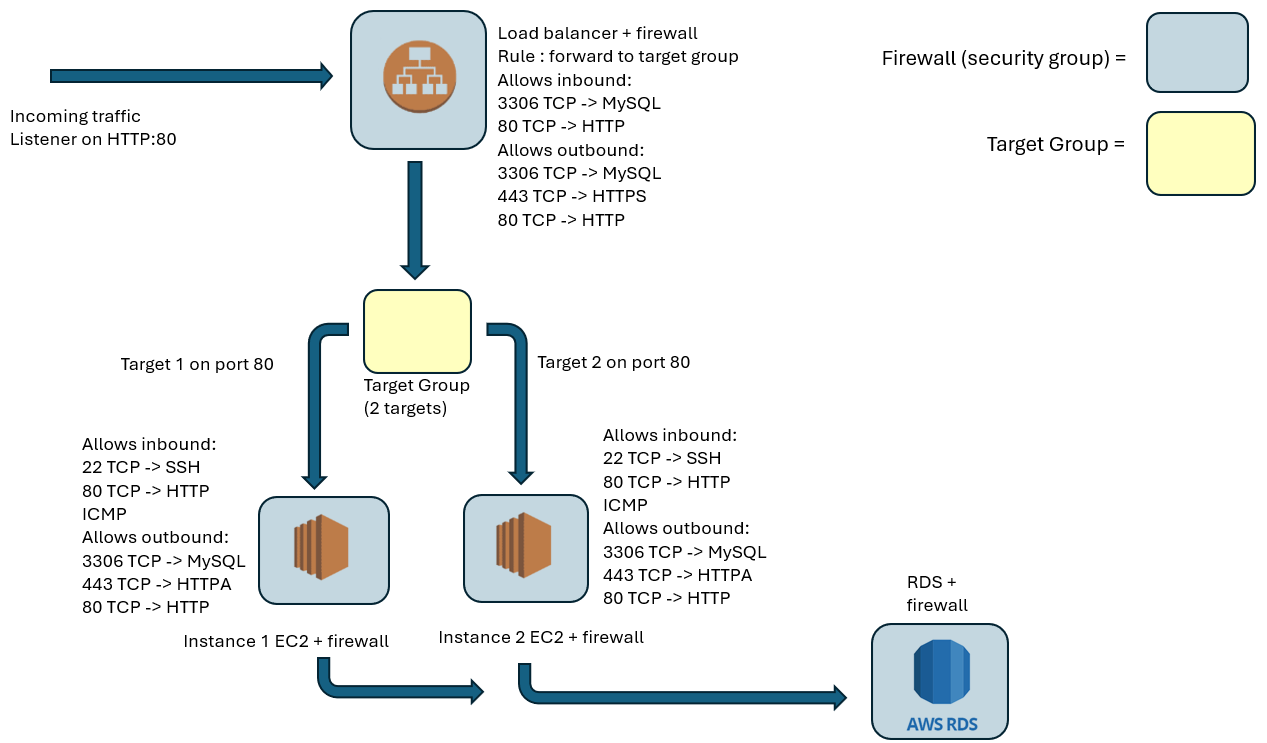 Load balancer + firewall
Rule : forward to target group
Allows inbound:
3306 TCP -> MySQL
80 TCP -> HTTP
Allows outbound:
3306 TCP -> MySQL
443 TCP -> HTTPS
80 TCP -> HTTP
Firewall (security group) =
Target Group =
Incoming traffic
Listener on HTTP:80
Target 1 on port 80
Target 2 on port 80
Target Group
(2 targets)
Allows inbound:
22 TCP -> SSH
80 TCP -> HTTP
ICMP
Allows outbound:
3306 TCP -> MySQL
443 TCP -> HTTPA
80 TCP -> HTTP
Allows inbound:
22 TCP -> SSH
80 TCP -> HTTP
ICMP
Allows outbound:
3306 TCP -> MySQL
443 TCP -> HTTPA
80 TCP -> HTTP
Instance 1 EC2 + firewall
Instance 2 EC2 + firewall
RDS +
firewall
AWS RDS